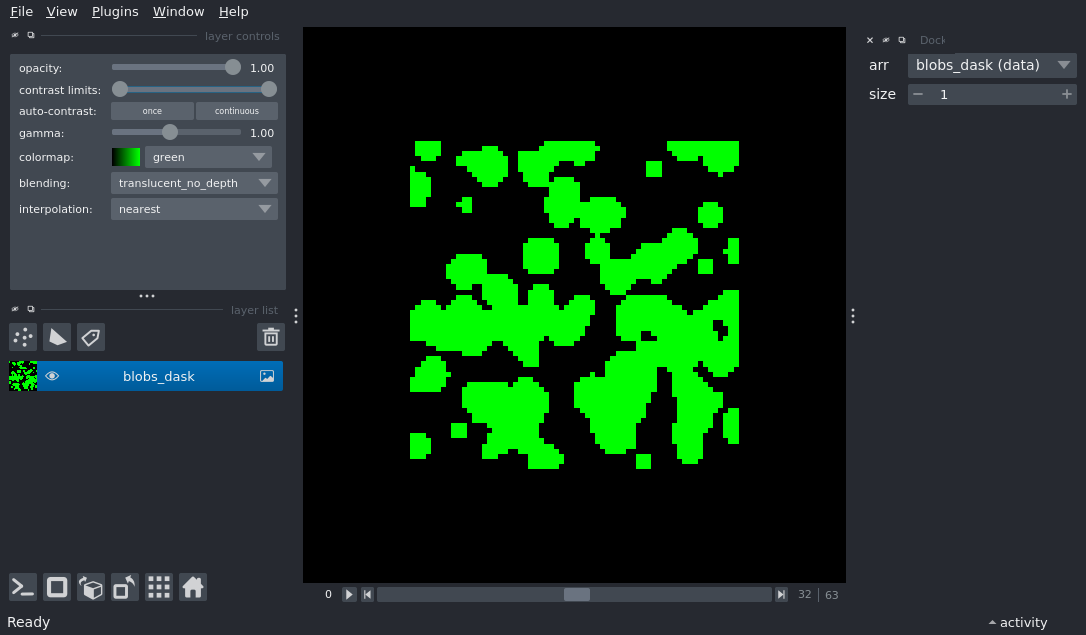 File View Plugins Window Help
layer controls
opacity: 1.00
contrast limits:
auto-contrast: once continuous
gamma: 1.00
colormap: green
blending: translucent_no_depth
interpolation: nearest
layer list
blobs_dask
0 32 63
Dock
arr blobs_dask (data)
size 1
Ready
activity